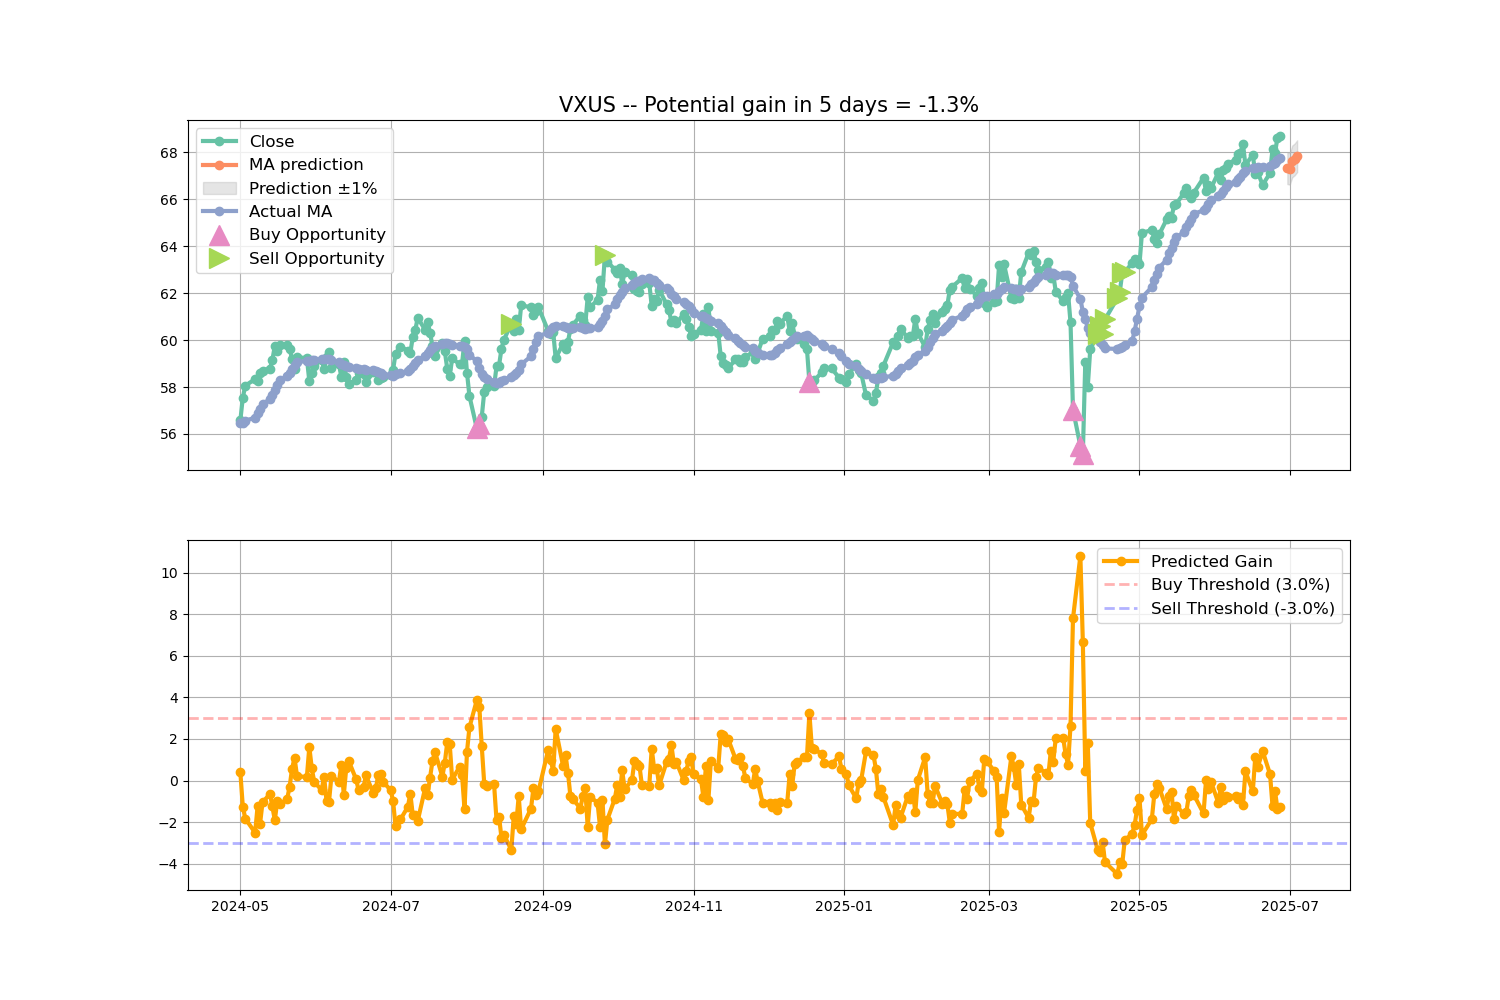 VXUS -- Potential gain in 5 days = -1.3%
Close
MA prediction
Prediction ±1%
Actual MA
Buy Opportunity
Sell Opportunity
68
66
64
62
60
58
56
Predicted Gain
Buy Threshold (3.0%)
Sell Threshold (-3.0%)
10
8
6
4
2
0
−2
−4
2024-05 2024-07 2024-09 2024-11 2025-01 2025-03 2025-05 2025-07